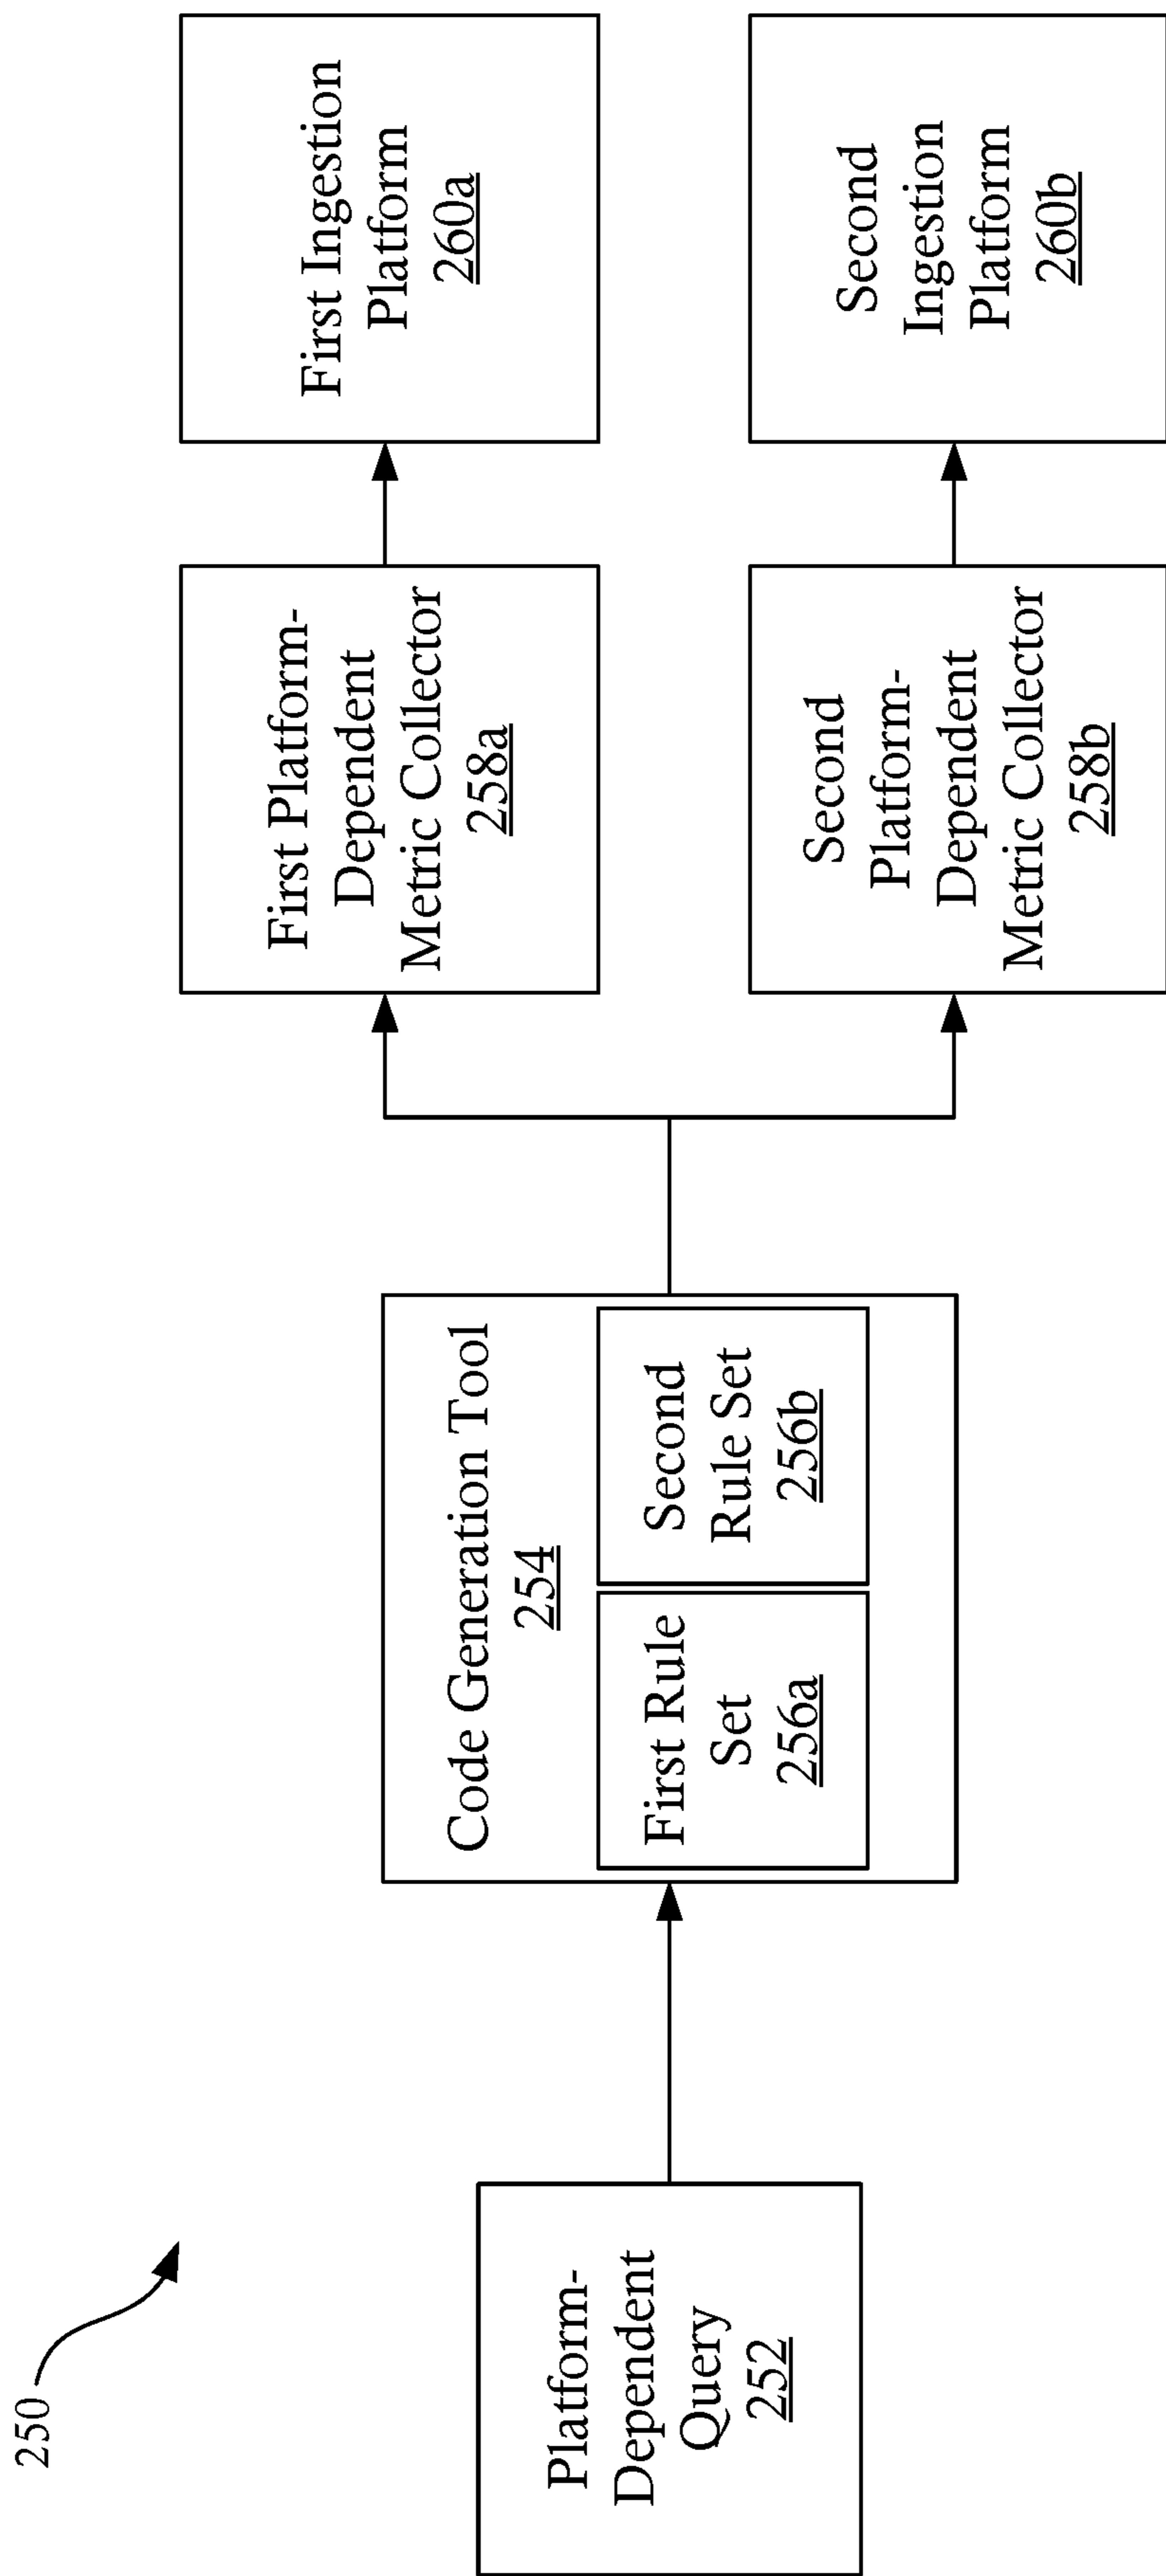 250
Platform-
Dependent
Query
252
Code Generation Tool
254
First Rule
Set
256a
Second
Rule Set
256b
First Platform-
Dependent
Metric Collector
258a
First Ingestion
Platform
260a
Second
Platform-
Dependent
Metric Collector
258b
Second
Ingestion
Platform
260b